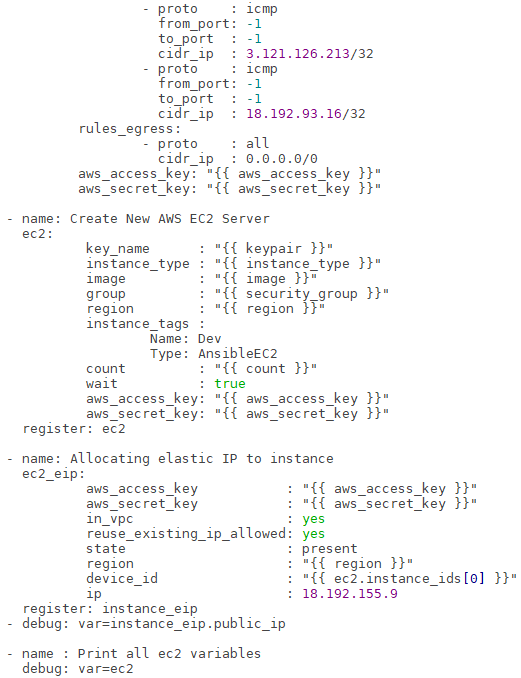 - proto    : icmp
from_port: -1
to_port  : -1
cidr_ip  : 3.121.126.213/32
- proto    : icmp
from_port: -1
to_port  : -1
cidr_ip  : 18.192.93.16/32
rules_egress:
- proto    : all
cidr_ip  : 0.0.0.0/0
aws_access_key: "{{ aws_access_key }}"
aws_secret_key: "{{ aws_secret_key }}"
- name: Create New AWS EC2 Server
ec2:
key_name      : "{{ keypair }}"
instance_type : "{{ instance_type }}"
image         : "{{ image }}"
group         : "{{ security_group }}"
region        : "{{ region }}"
instance_tags :
Name: Dev
Type: AnsibleEC2
count         : "{{ count }}"
wait          : true
aws_access_key: "{{ aws_access_key }}"
aws_secret_key: "{{ aws_secret_key }}"
register: ec2
- name: Allocating elastic IP to instance
ec2_eip:
aws_access_key           : "{{ aws_access_key }}"
aws_secret_key           : "{{ aws_secret_key }}"
in_vpc                   : yes
reuse_existing_ip_allowed: yes
state                    : present
region                   : "{{ region }}"
device_id                : "{{ ec2.instance_ids[0] }}"
ip                       : 18.192.155.9
register: instance_eip
- debug: var=instance_eip.public_ip
- name : Print all ec2 variables
debug: var=ec2